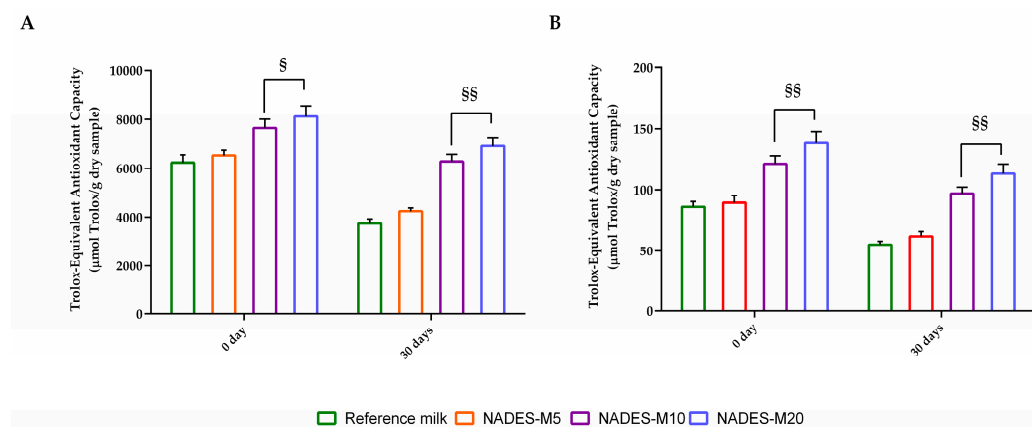 A
Trolox-Equivalent Antioxidant Capacity
(μmol Trolox/g dry sample)
10000
8000
6000
4000
2000
0
§
§§
0 day
30 days
B
Trolox-Equivalent Antioxidant Capacity
(μmol Trolox/g dry sample)
200
150
100
50
0
§§
§§
0 day
30 days
Reference milk NADES-M5 NADES-M10 NADES-M20